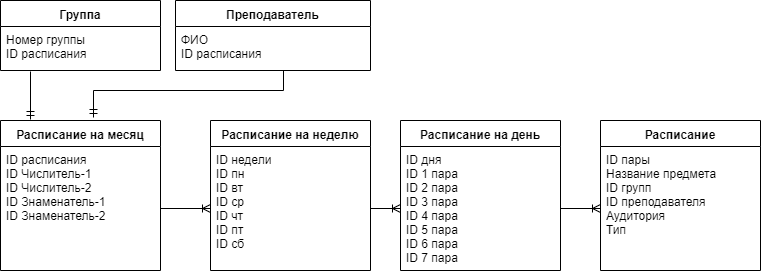 Группа
Номер группы
ID расписания
Преподаватель
ФИО
ID расписания
Расписание на месяц
ID расписания
ID Числитель-1
ID Числитель-2
ID Знаменатель-1
ID Знаменатель-2
Расписание на неделю
ID недели
ID пн
ID вт
ID ср
ID чт
ID пт
ID сб
Расписание на день
ID дня
ID 1 пара
ID 2 пара
ID 3 пара
ID 4 пара
ID 5 пара
ID 6 пара
ID 7 пара
Расписание
ID пары
Название предмета
ID групп
ID преподавателя
Аудитория
Тип